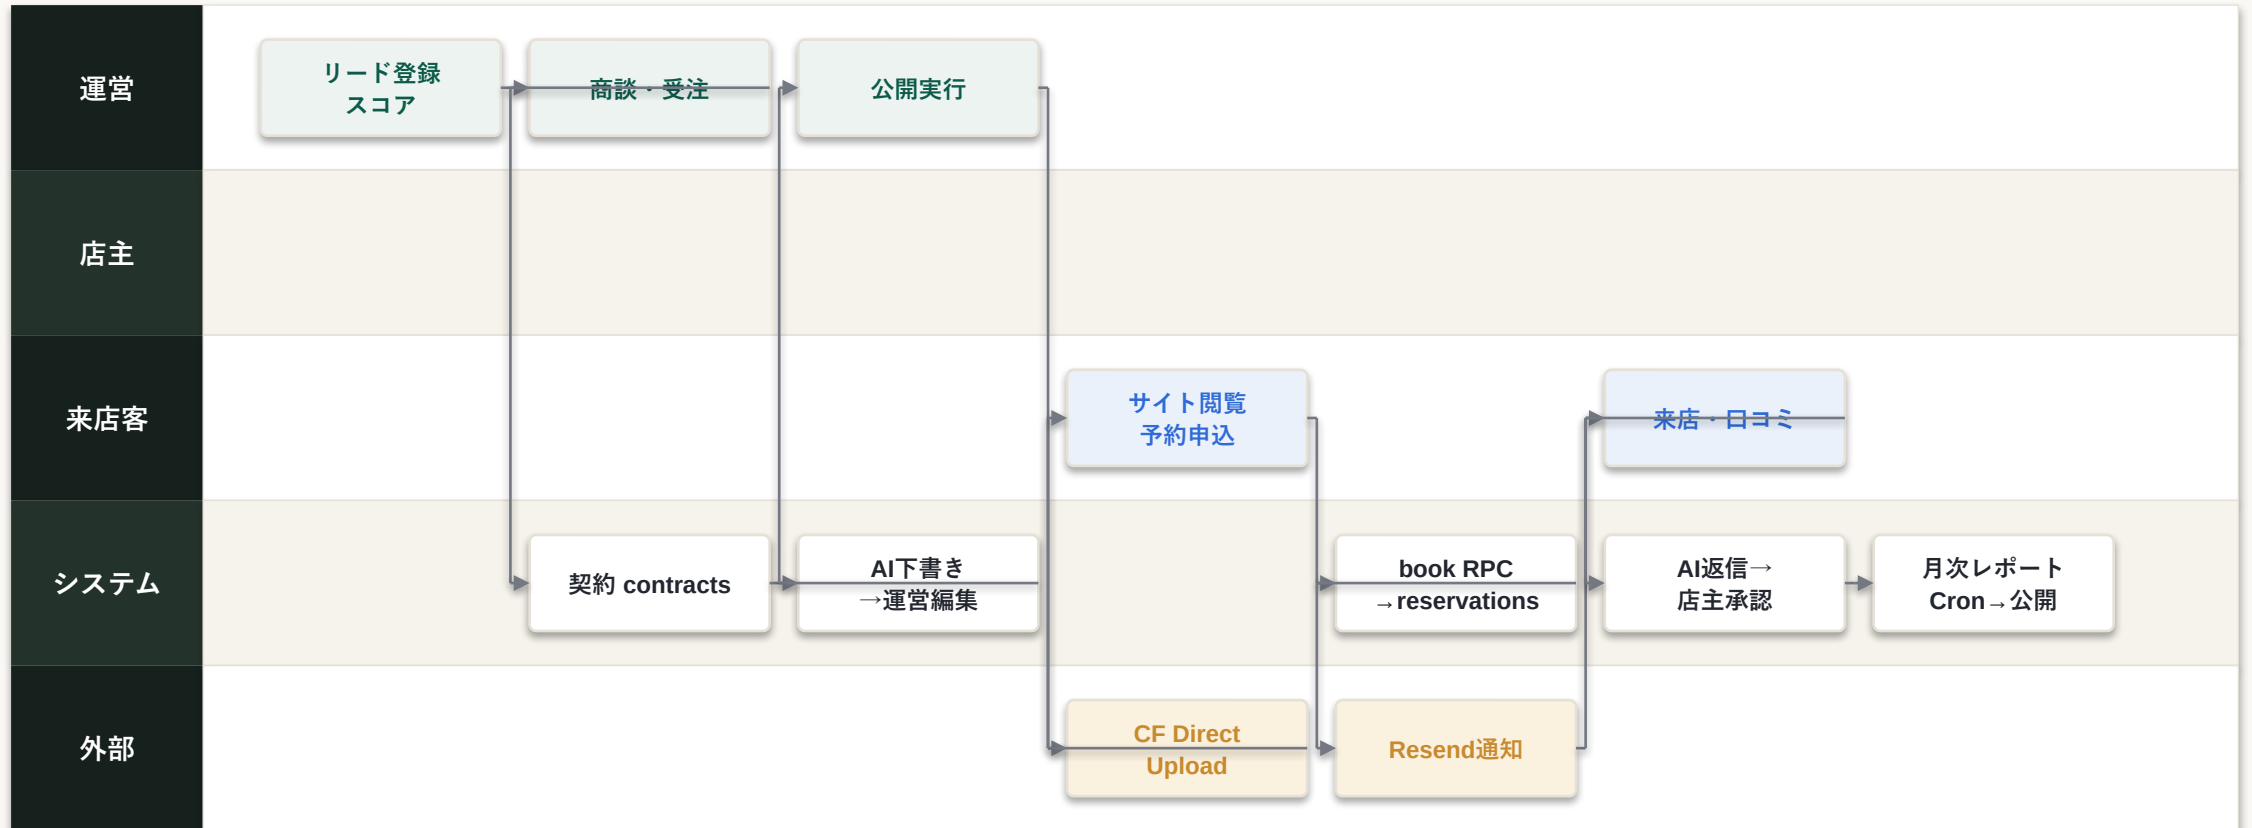 運営
リード登録
スコア
商談・受注
公開実行
店主
来店客
サイト閲覧
予約申込
来店・口コミ
システム
契約 contracts
AI下書き
→運営編集
book RPC
→reservations
AI返信→
店主承認
月次レポート
Cron→公開
外部
CF Direct
Upload
Resend通知